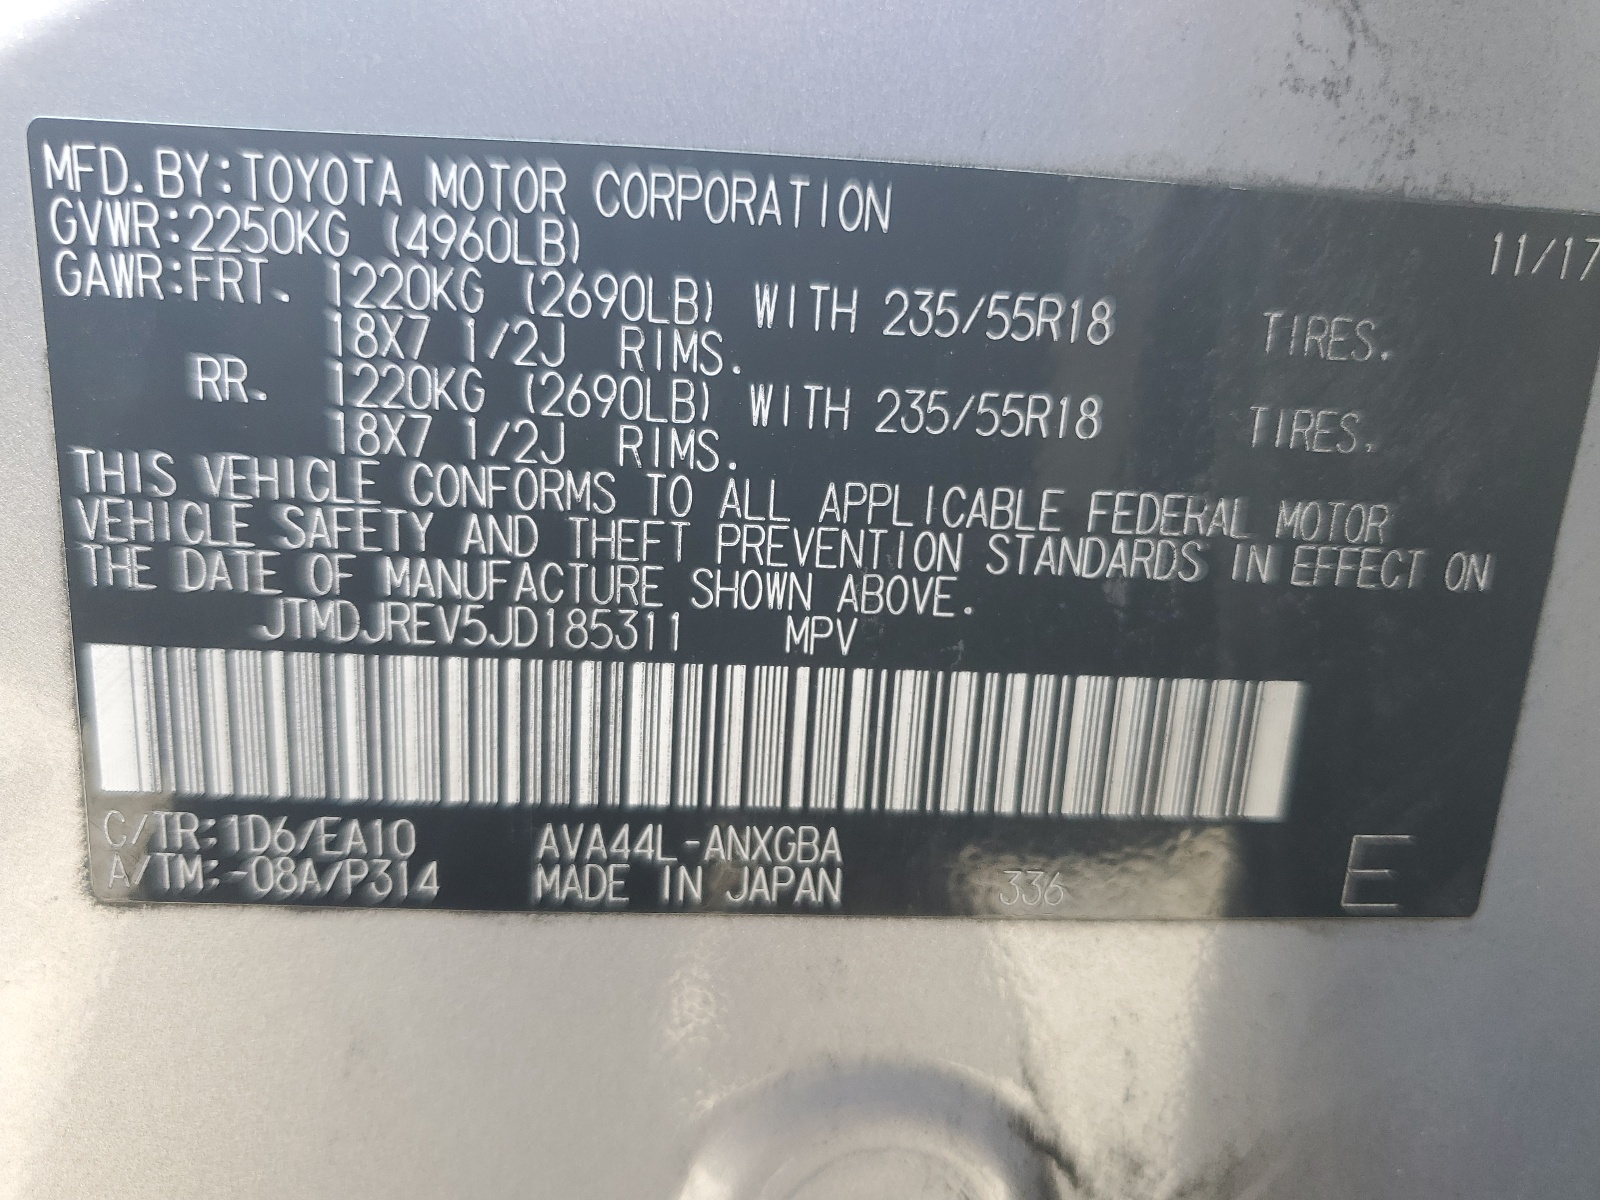 MFD.BY:TOYOTA MOTOR CORPORATION 11/17
GVWR:2250KG (4960LB)
GAWR:FRT. 1220KG (2690LB) WITH 235/55R18 TIRES.
18X7 1/2J RIMS.
RR. 1220KG (2690LB) WITH 235/55R18 TIRES.
18X7 1/2J RIMS.
THIS VEHICLE CONFORMS TO ALL APPLICABLE FEDERAL MOTOR
VEHICLE SAFETY AND THEFT PREVENTION STANDARDS IN EFFECT ON
THE DATE OF MANUFACTURE SHOWN ABOVE.
JTMDJREV5JD185311 MPV
C/TR:1D6/EA10 AVA44L-ANXGBA E
A/TM:-08A/P314 MADE IN JAPAN 336